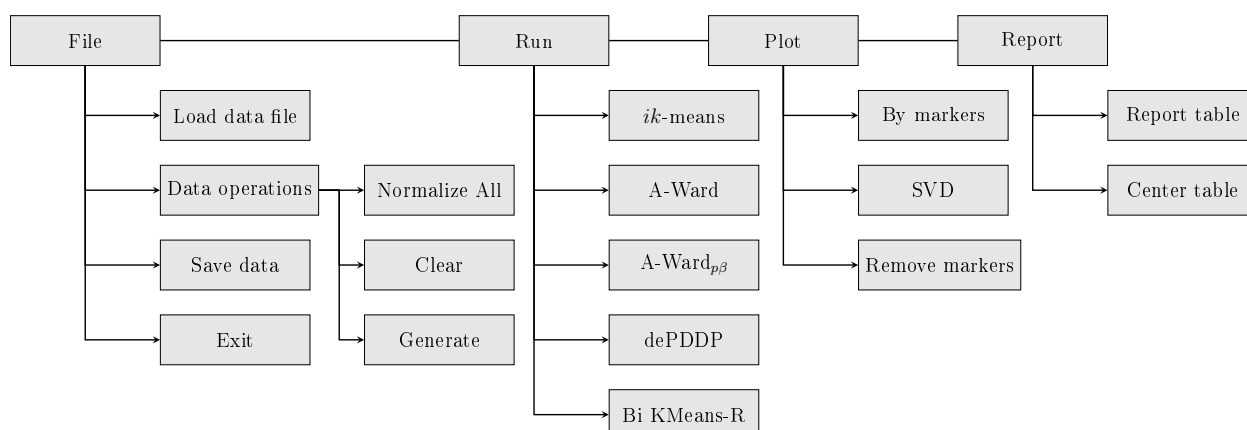 File
Run
Plot
Report
Load data file
ik-means
By markers
Report table
Data operations
Normalize All
A-Ward
SVD
Center table
Save data
Clear
A-Wardpβ
Remove markers
Exit
Generate
dePDDP
Bi KMeans-R